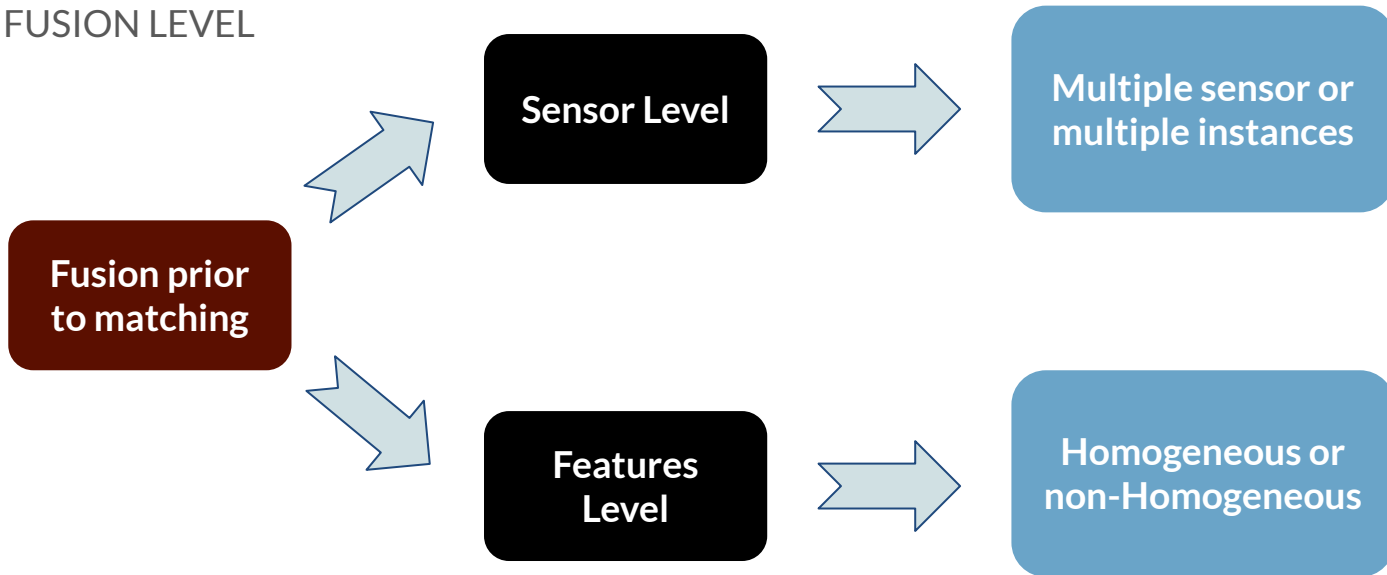 FUSION LEVEL
Sensor Level
Multiple sensor or
multiple instances
Fusion prior
to matching
Features
Level
Homogeneous or
non-Homogeneous